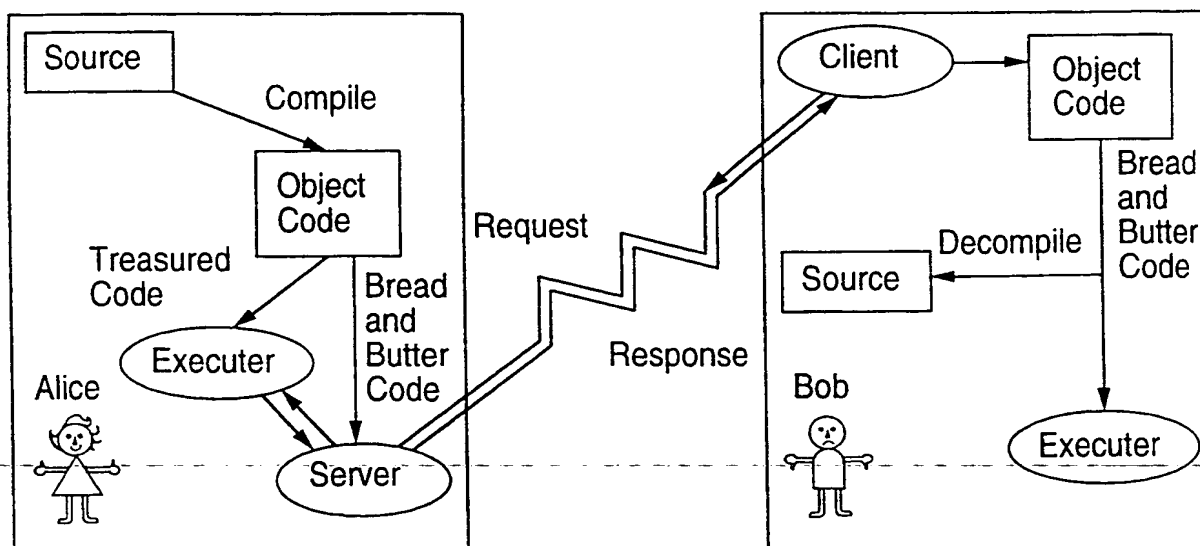 Source
Compile
Object
Code
Treasured
Code
Bread
and
Butter
Code
Executer
Alice
Server
Request
Response
Client
Object
Code
Bread
and
Butter
Code
Decompile
Source
Bob
Executer